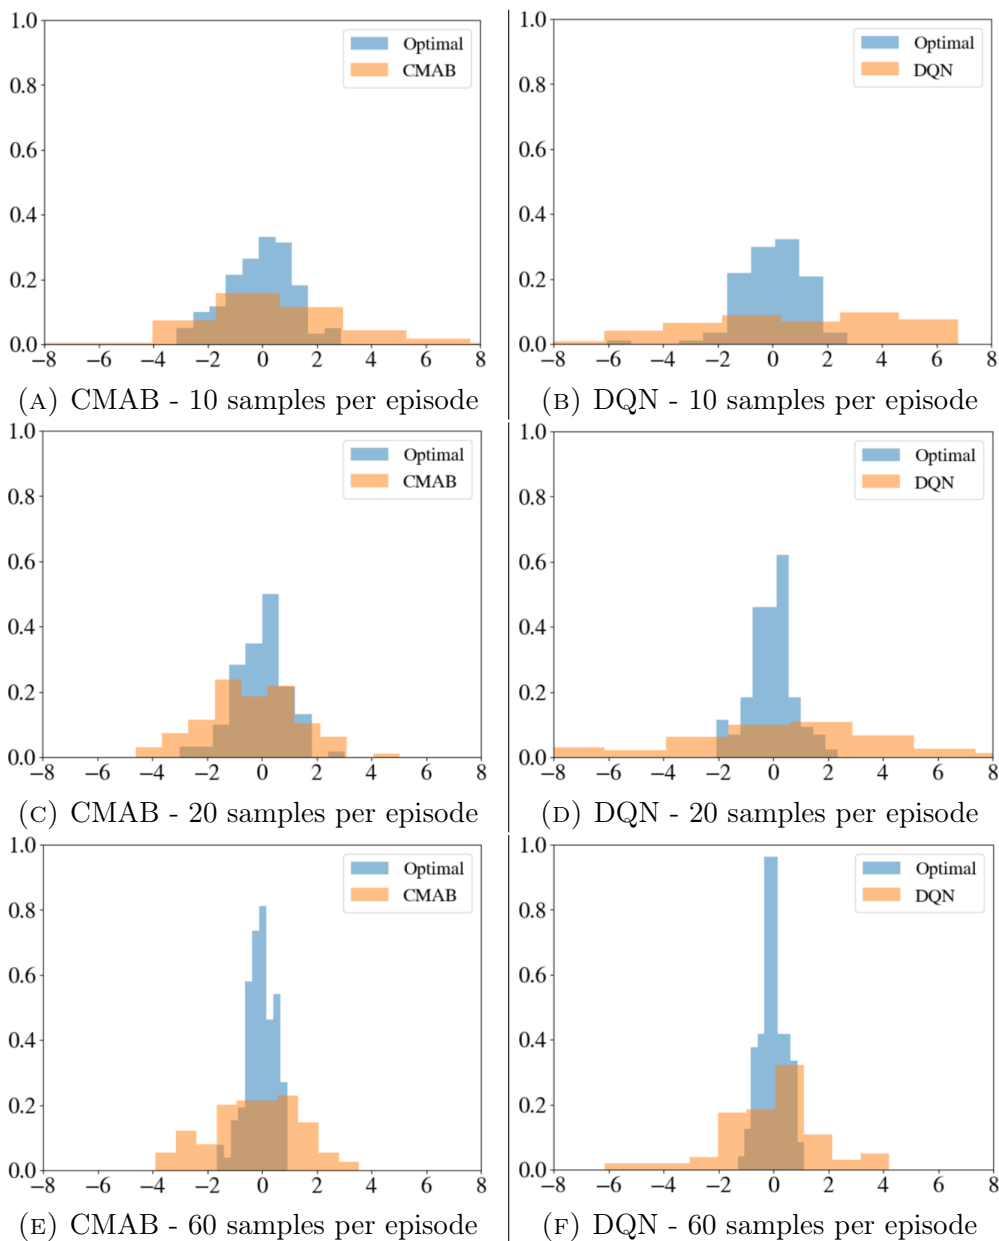 1.0
0.8
0.6
0.4
0.2
0.0
−8 −6 −4 −2 0 2 4 6 8
Optimal
CMAB
(A) CMAB - 10 samples per episode
1.0
0.8
0.6
0.4
0.2
0.0
−8 −6 −4 −2 0 2 4 6 8
Optimal
DQN
(B) DQN - 10 samples per episode
1.0
0.8
0.6
0.4
0.2
0.0
−8 −6 −4 −2 0 2 4 6 8
Optimal
CMAB
(C) CMAB - 20 samples per episode
1.0
0.8
0.6
0.4
0.2
0.0
−8 −6 −4 −2 0 2 4 6 8
Optimal
DQN
(D) DQN - 20 samples per episode
1.0
0.8
0.6
0.4
0.2
0.0
−8 −6 −4 −2 0 2 4 6 8
Optimal
CMAB
(E) CMAB - 60 samples per episode
1.0
0.8
0.6
0.4
0.2
0.0
−8 −6 −4 −2 0 2 4 6 8
Optimal
DQN
(F) DQN - 60 samples per episode